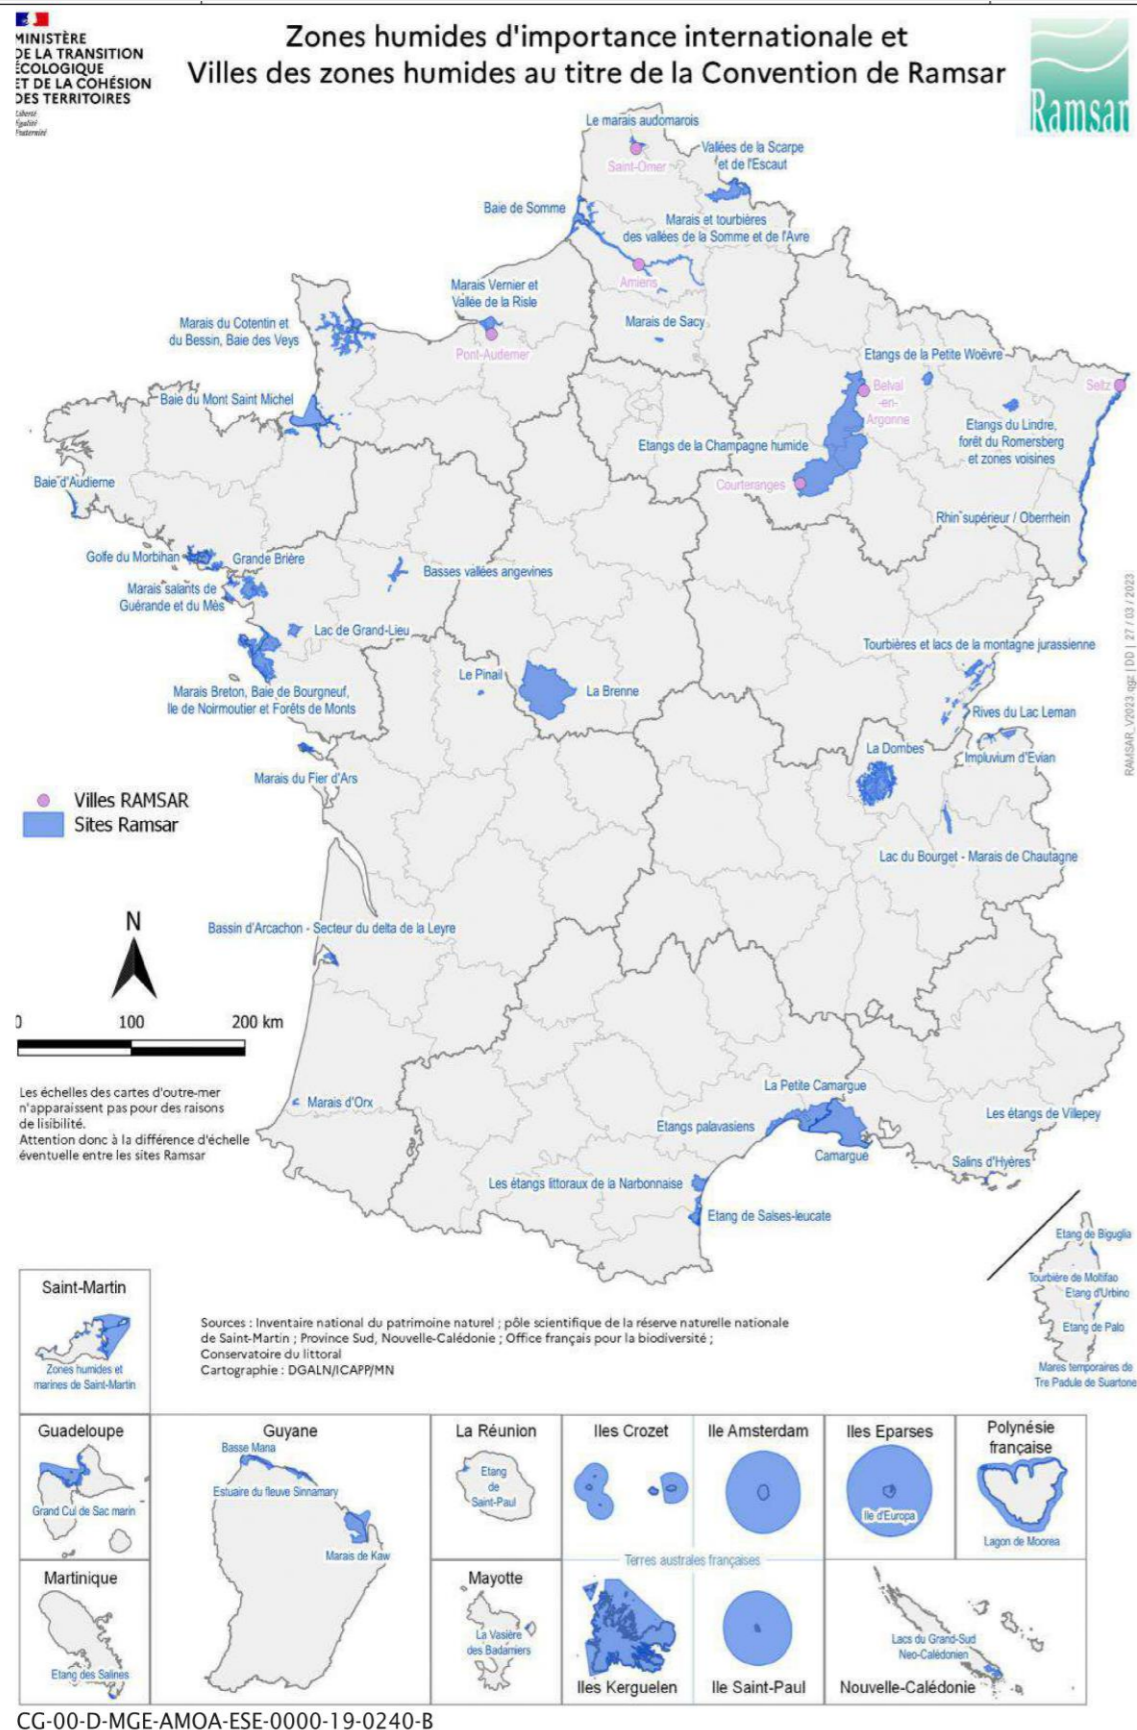 MINISTÈRE
DE LA TRANSITION
ÉCOLOGIQUE
ET DE LA COHÉSION
DES TERRITOIRES
Liberté
Égalité
Fraternité
Zones humides d'importance internationale et
Villes des zones humides au titre de la Convention de Ramsar
Ramsar
Le marais audomarois
Saint-Omer
Vallées de la Scarpe
et de l'Escaut
Baie de Somme
Marais et tourbières
des vallées de la Somme et de l'Avre
Amiens
Marais Vernier et
Vallée de la Risle
Pont-Audemer
Marais de Sacy
Marais du Cotentin et
du Bessin, Baie des Veys
Etangs de la Petite Woëvre
Belval
-en-
Argonne
Seltz
Baie du Mont Saint Michel
Etangs du Lindre,
forêt du Romersberg
et zones voisines
Etangs de la Champagne humide
Courteranges
Baie d'Audierne
Rhin supérieur / Oberrhein
Golfe du Morbihan
Grande Brière
Basses vallées angevines
Marais salants de
Guérande et du Mès
Lac de Grand-Lieu
Tourbières et lacs de la montagne jurassienne
Le Pinail
La Brenne
Marais Breton, Baie de Bourgneuf,
Ile de Noirmoutier et Forêts de Monts
Rives du Lac Leman
La Dombes
Impluvium d'Evian
Marais du Fier d'Ars
Villes RAMSAR
Sites Ramsar
Lac du Bourget - Marais de Chautagne
RAMSAR_V2023.qgz | DD | 27 / 03 / 2023
N
Bassin d'Arcachon - Secteur du delta de la Leyre
0 100 200 km
Les échelles des cartes d'outre-mer
n'apparaissent pas pour des raisons
de lisibilité.
Attention donc à la différence d'échelle
éventuelle entre les sites Ramsar
Marais d'Orx
La Petite Camargue
Etangs palavasiens
Camargue
Les étangs de Villepey
Salins d'Hyères
Les étangs littoraux de la Narbonnaise
Etang de Salses-leucate
Etang de Biguglia
Tourbière de Moltifao
Etang d'Urbino
Etang de Palo
Mares temporaires de
Tre Padule de Suartone
Saint-Martin
Zones humides et
marines de Saint-Martin
Sources : Inventaire national du patrimoine naturel ; pôle scientifique de la réserve naturelle nationale
de Saint-Martin ; Province Sud, Nouvelle-Calédonie ; Office français pour la biodiversité ;
Conservatoire du littoral
Cartographie : DGALN/ICAPP/MN
Guadeloupe
Grand Cul de Sac marin
Guyane
Basse Mana
Estuaire du fleuve Sinnamary
Marais de Kaw
La Réunion
Etang
de
Saint-Paul
Iles Crozet
Ile Amsterdam
Iles Eparses
Ile d'Europa
Polynésie
française
Lagon de Moorea
Terres australes françaises
Martinique
Etang des Salines
Mayotte
La Vasière
des Badamiers
Iles Kerguelen
Ile Saint-Paul
Lacs du Grand-Sud
Neo-Calédonien
Nouvelle-Calédonie
CG-00-D-MGE-AMOA-ESE-0000-19-0240-B